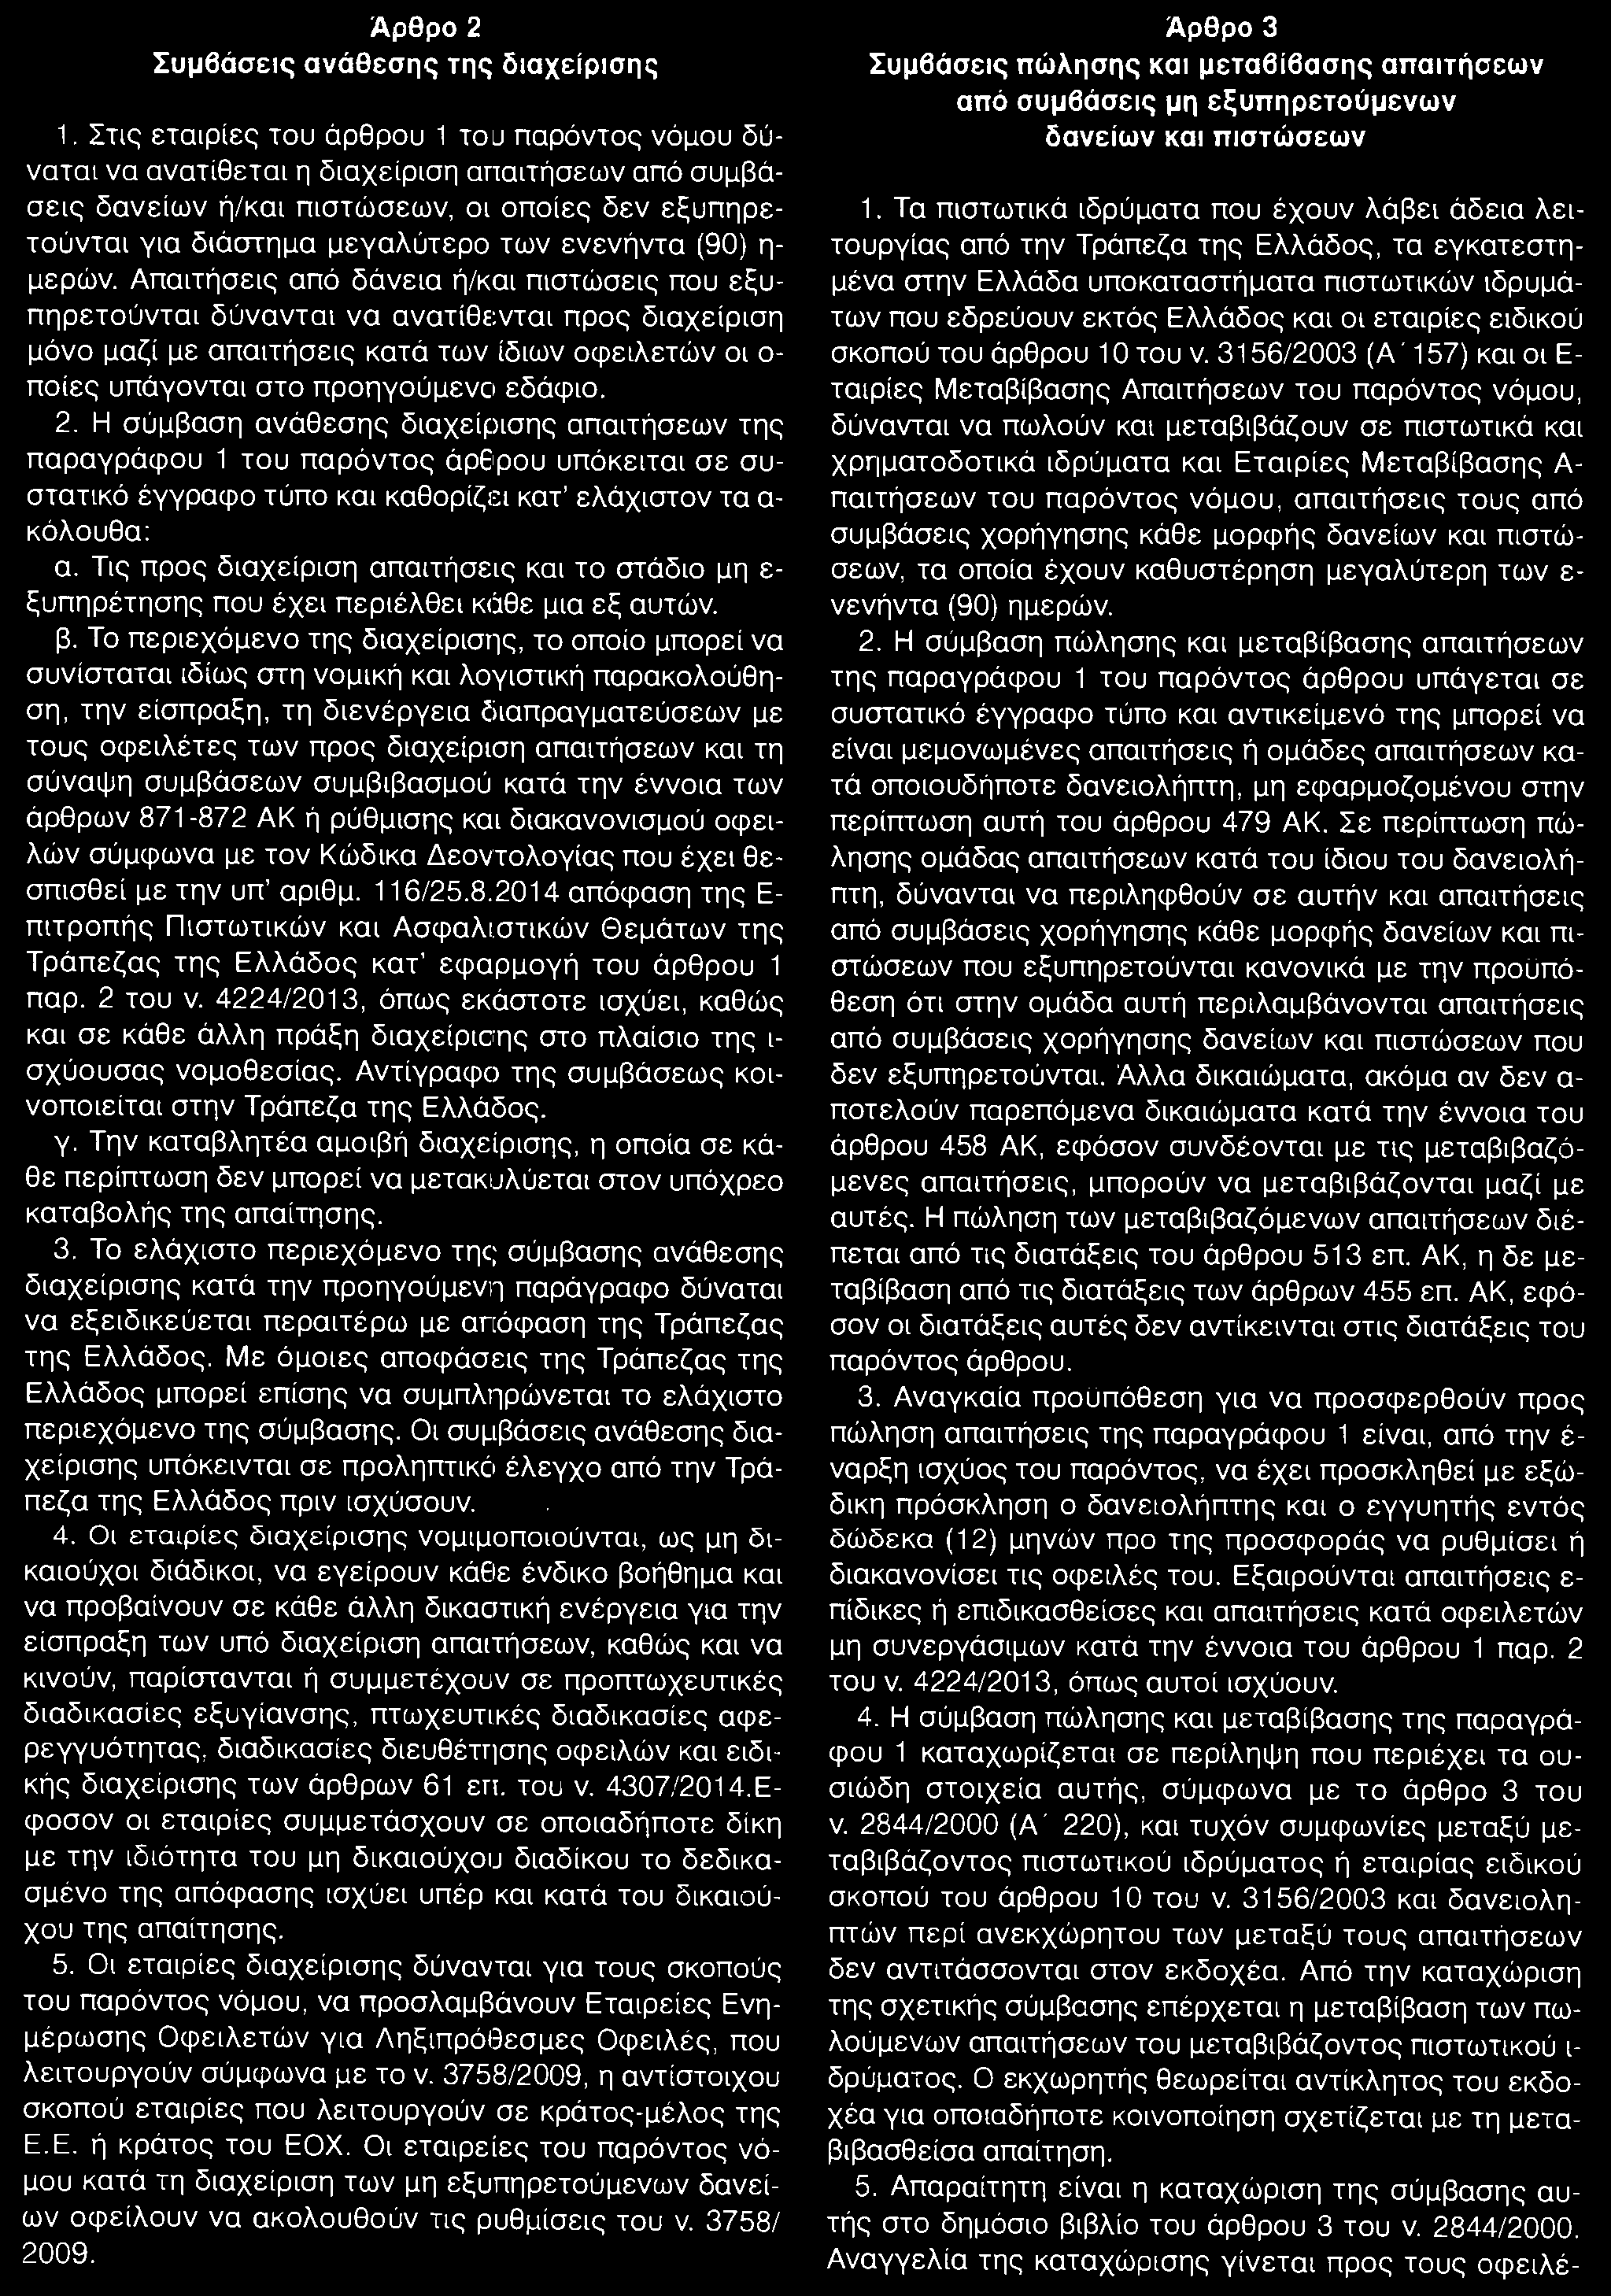 Άρθρο 2
Συμβάσεις ανάθεσης της διαχείρισης
1. Στις εταιρίες του άρθρου 1 του παρόντος νόμου δύ-
ναται να ανατίθεται η διαχείριση απαιτήσεων από συμβά-
σεις δανείων ή/και πιστώσεων, οι οποίες δεν εξυπηρε-
τούνται για διάστημα μεγαλύτερο των ενενήντα (90) η-
μερών. Απαιτήσεις από δάνεια ή/και πιστώσεις που εξυ-
πηρετούνται δύνανται να ανατίθενται προς διαχείριση
μόνο μαζί με απαιτήσεις κατά των ίδιων οφειλετών οι ο-
ποίες υπάγονται στο προηγούμενο εδάφιο.
2. Η σύμβαση ανάθεσης διαχείρισης απαιτήσεων της
παραγράφου 1 του παρόντος άρθρου υπόκειται σε συ-
στατικό έγγραφο τύπο και καθορίζει κατ’ ελάχιστον τα α-
κόλουθα:
α. Τις προς διαχείριση απαιτήσεις και το στάδιο μη ε-
ξυπηρέτησης που έχει περιέλθει κάθε μια εξ αυτών.
β. Το περιεχόμενο της διαχείρισης, το οποίο μπορεί να
συνίσταται ιδίως στη νομική και λογιστική παρακολούθη-
ση, την είσπραξη, τη διενέργεια διαπραγματεύσεων με
τους οφειλέτες των προς διαχείριση απαιτήσεων και τη
σύναψη συμβάσεων συμβιβασμού κατά την έννοια των
άρθρων 871-872 ΑΚ ή ρύθμισης και διακανονισμού οφει-
λών σύμφωνα με τον Κώδικα Δεοντολογίας που έχει θε-
σπισθεί με την υπ’ αριθμ. 116/25.8.2014 απόφαση της Ε-
πιτροπής Πιστωτικών και Ασφαλιστικών Θεμάτων της
Τράπεζας της Ελλάδος κατ’ εφαρμογή του άρθρου 1
παρ. 2 του ν. 4224/2013, όπως εκάστοτε ισχύει, καθώς
και σε κάθε άλλη πράξη διαχείρισης στο πλαίσιο της ι-
σχύουσας νομοθεσίας. Αντίγραφο της συμβάσεως κοι-
νοποιείται στην Τράπεζα της Ελλάδος.
γ. Την καταβλητέα αμοιβή διαχείρισης, η οποία σε κά-
θε περίπτωση δεν μπορεί να μετακυλύεται στον υπόχρεο
καταβολής της απαίτησης.
3. Το ελάχιστο περιεχόμενο της σύμβασης ανάθεσης
διαχείρισης κατά την προηγούμενη παράγραφο δύναται
να εξειδικεύεται περαιτέρω με απόφαση της Τράπεζας
της Ελλάδος. Με όμοιες αποφάσεις της Τράπεζας της
Ελλάδος μπορεί επίσης να συμπληρώνεται το ελάχιστο
περιεχόμενο της σύμβασης. Οι συμβάσεις ανάθεσης δια-
χείρισης υπόκεινται σε προληπτικό έλεγχο από την Τρά-
πεζα της Ελλάδος πριν ισχύσουν.
4. Οι εταιρίες διαχείρισης νομιμοποιούνται, ως μη δι-
καιούχοι διάδικοι, να εγείρουν κάθε ένδικο βοήθημα και
να προβαίνουν σε κάθε άλλη δικαστική ενέργεια για την
είσπραξη των υπό διαχείριση απαιτήσεων, καθώς και να
κινούν, παρίστανται ή συμμετέχουν σε προπτωχευτικές
διαδικασίες εξυγίανσης, πτωχευτικές διαδικασίες αφε-
ρεγγυότητας, διαδικασίες διευθέτησης οφειλών και ειδι-
κής διαχείρισης των άρθρων 61 επ. του ν. 4307/2014.Ε-
φοσον οι εταιρίες συμμετάσχουν σε οποιαδήποτε δίκη
με την ιδιότητα του μη δικαιούχου διαδίκου το δεδικα-
σμένο της απόφασης ισχύει υπέρ και κατά του δικαιού-
χου της απαίτησης.
5. Οι εταιρίες διαχείρισης δύνανται για τους σκοπούς
του παρόντος νόμου, να προσλαμβάνουν Εταιρείες Ενη-
μέρωσης Οφειλετών για Ληξιπρόθεσμες Οφειλές, που
λειτουργούν σύμφωνα με το ν. 3758/2009, η αντίστοιχου
σκοπού εταιρίες που λειτουργούν σε κράτος-μέλος της
Ε.Ε. ή κράτος του ΕΟΧ. Οι εταιρείες του παρόντος νό-
μου κατά τη διαχείριση των μη εξυπηρετούμενων δανεί-
ων οφείλουν να ακολουθούν τις ρυθμίσεις του ν. 3758/
2009.
Άρθρο 3
Συμβάσεις πώλησης και μεταβίβασης απαιτήσεων
από συμβάσεις μη εξυπηρετούμενων
δανείων και πιστώσεων
1. Τα πιστωτικά ιδρύματα που έχουν λάβει άδεια λει-
τουργίας από την Τράπεζα της Ελλάδος, τα εγκατεστη-
μένα στην Ελλάδα υποκαταστήματα πιστωτικών ιδρυμά-
των που εδρεύουν εκτός Ελλάδος και οι εταιρίες ειδικού
σκοπού του άρθρου 10 του ν. 3156/2003 (Α΄157) και οι Ε-
ταιρίες Μεταβίβασης Απαιτήσεων του παρόντος νόμου,
δύνανται να πωλούν και μεταβιβάζουν σε πιστωτικά και
χρηματοδοτικά ιδρύματα και Εταιρίες Μεταβίβασης Α-
παιτήσεων του παρόντος νόμου, απαιτήσεις τους από
συμβάσεις χορήγησης κάθε μορφής δανείων και πιστώ-
σεων, τα οποία έχουν καθυστέρηση μεγαλύτερη των ε-
νενήντα (90) ημερών.
2. Η σύμβαση πώλησης και μεταβίβασης απαιτήσεων
της παραγράφου 1 του παρόντος άρθρου υπάγεται σε
συστατικό έγγραφο τύπο και αντικείμενό της μπορεί να
είναι μεμονωμένες απαιτήσεις ή ομάδες απαιτήσεων κα-
τά οποιουδήποτε δανειολήπτη, μη εφαρμοζομένου στην
περίπτωση αυτή του άρθρου 479 ΑΚ. Σε περίπτωση πώ-
λησης ομάδας απαιτήσεων κατά του ίδιου του δανειολή-
πτη, δύνανται να περιληφθούν σε αυτήν και απαιτήσεις
από συμβάσεις χορήγησης κάθε μορφής δανείων και πι-
στώσεων που εξυπηρετούνται κανονικά με την προϋπό-
θεση ότι στην ομάδα αυτή περιλαμβάνονται απαιτήσεις
από συμβάσεις χορήγησης δανείων και πιστώσεων που
δεν εξυπηρετούνται. Άλλα δικαιώματα, ακόμα αν δεν α-
ποτελούν παρεπόμενα δικαιώματα κατά την έννοια του
άρθρου 458 ΑΚ, εφόσον συνδέονται με τις μεταβιβαζό-
μενες απαιτήσεις, μπορούν να μεταβιβάζονται μαζί με
αυτές. Η πώληση των μεταβιβαζόμενων απαιτήσεων διέ-
πεται από τις διατάξεις του άρθρου 513 επ. ΑΚ, η δε με-
ταβίβαση από τις διατάξεις των άρθρων 455 επ. ΑΚ, εφό-
σον οι διατάξεις αυτές δεν αντίκεινται στις διατάξεις του
παρόντος άρθρου.
3. Αναγκαία προϋπόθεση για να προσφερθούν προς
πώληση απαιτήσεις της παραγράφου 1 είναι, από την έ-
ναρξη ισχύος του παρόντος, να έχει προσκληθεί με εξώ-
δικη πρόσκληση ο δανειολήπτης και ο εγγυητής εντός
δώδεκα (12) μηνών προ της προσφοράς να ρυθμίσει ή
διακανονίσει τις οφειλές του. Εξαιρούνται απαιτήσεις ε-
πίδικες ή επιδικασθείσες και απαιτήσεις κατά οφειλετών
μη συνεργάσιμων κατά την έννοια του άρθρου 1 παρ. 2
του ν. 4224/2013, όπως αυτοί ισχύουν.
4. Η σύμβαση πώλησης και μεταβίβασης της παραγρά-
φου 1 καταχωρίζεται σε περίληψη που περιέχει τα ου-
σιώδη στοιχεία αυτής, σύμφωνα με το άρθρο 3 του
ν. 2844/2000 (Α΄ 220), και τυχόν συμφωνίες μεταξύ με-
ταβιβάζοντος πιστωτικού ιδρύματος ή εταιρίας ειδικού
σκοπού του άρθρου 10 του ν. 3156/2003 και δανειολη-
πτών περί ανεκχώρητου των μεταξύ τους απαιτήσεων
δεν αντιτάσσονται στον εκδοχέα. Από την καταχώριση
της σχετικής σύμβασης επέρχεται η μεταβίβαση των πω-
λούμενων απαιτήσεων του μεταβιβάζοντος πιστωτικού ι-
δρύματος. Ο εκχωρητής θεωρείται αντίκλητος του εκδο-
χέα για οποιαδήποτε κοινοποίηση σχετίζεται με τη μετα-
βιβασθείσα απαίτηση.
5. Απαραίτητη είναι η καταχώριση της σύμβασης αυ-
τής στο δημόσιο βιβλίο του άρθρου 3 του ν. 2844/2000.
Αναγγελία της καταχώρισης γίνεται προς τους οφειλέ-